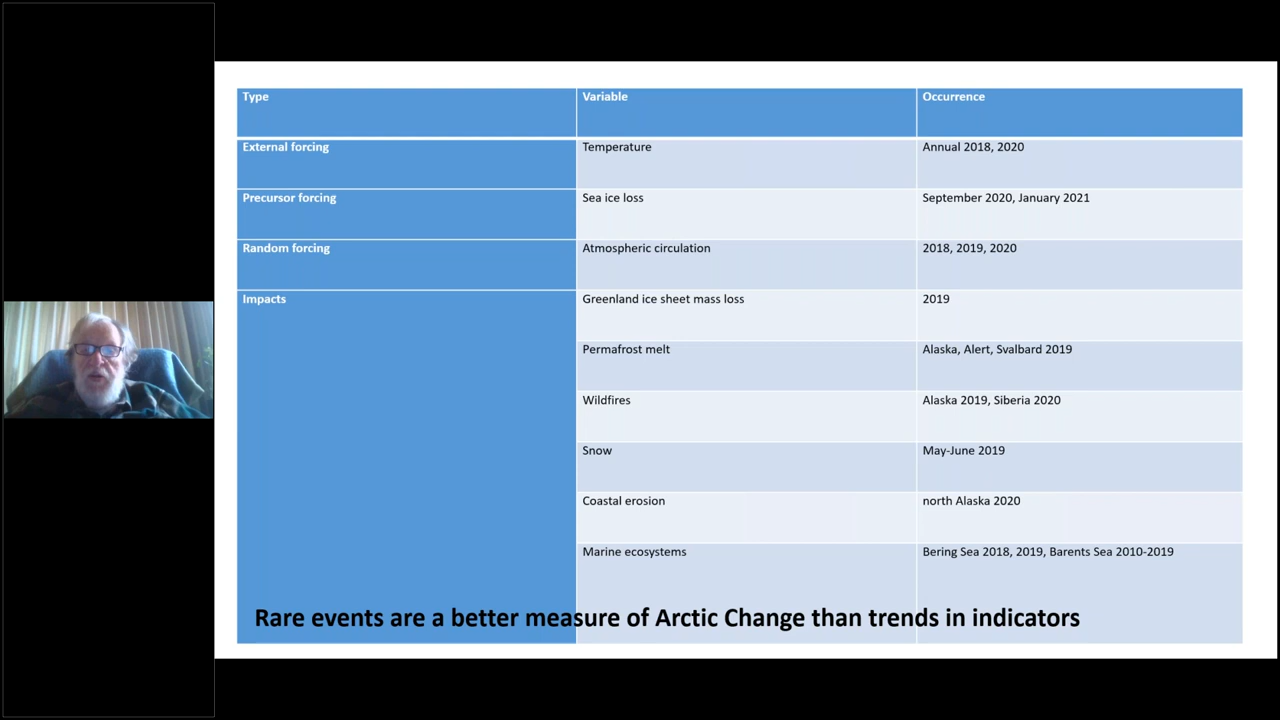 Type Variable Occurrence
External forcing Temperature Annual 2018, 2020
Precursor forcing Sea ice loss September 2020, January 2021
Random forcing Atmospheric circulation 2018, 2019, 2020
Impacts Greenland ice sheet mass loss 2019
Permafrost melt Alaska, Alert, Svalbard 2019
Wildfires Alaska 2019, Siberia 2020
Snow May-June 2019
Coastal erosion north Alaska 2020
Marine ecosystems Bering Sea 2018, 2019, Barents Sea 2010-2019
Rare events are a better measure of Arctic Change than trends in indicators